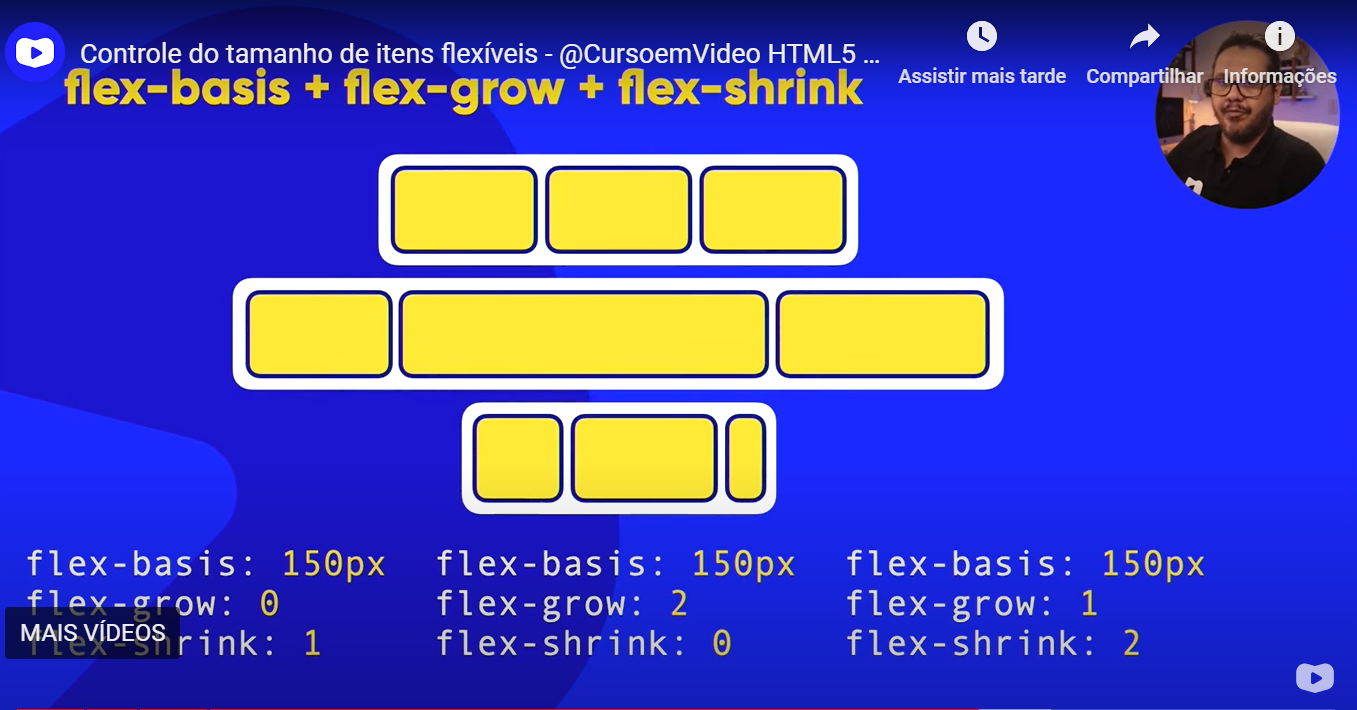 Controle do tamanho de itens flexíveis - @CursoemVideo HTML5 ...
Assistir mais tarde
Compartilhar
Informações
flex-basis + flex-grow + flex-shrink
flex-basis: 150px
flex-grow: 0
flex-shrink: 1
flex-basis: 150px
flex-grow: 2
flex-shrink: 0
flex-basis: 150px
flex-grow: 1
flex-shrink: 2
MAIS VÍDEOS